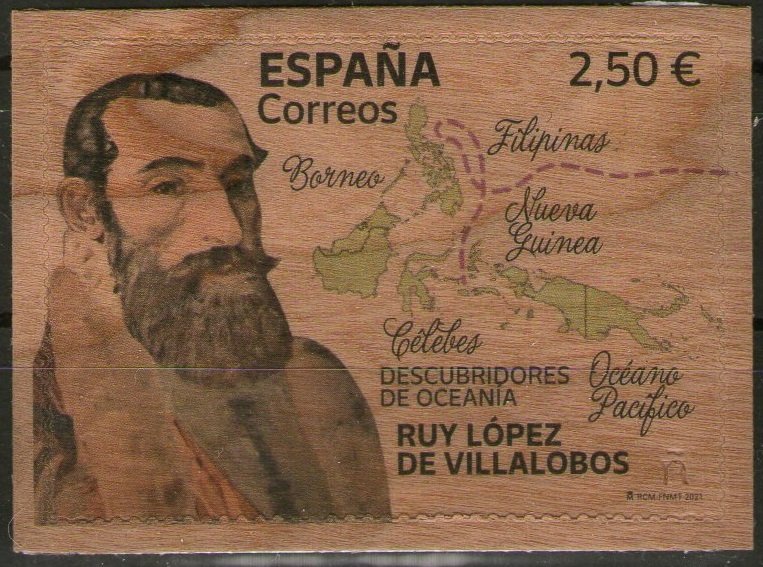 ESPAÑA
Correos
2,50 €
Filipinas
Borneo
Nueva
Guinea
Célebes
DESCUBRIDORES
DE OCEANÍA
Océano
Pacífico
RUY LÓPEZ
DE VILLALOBOS
RCM FNMT 2021